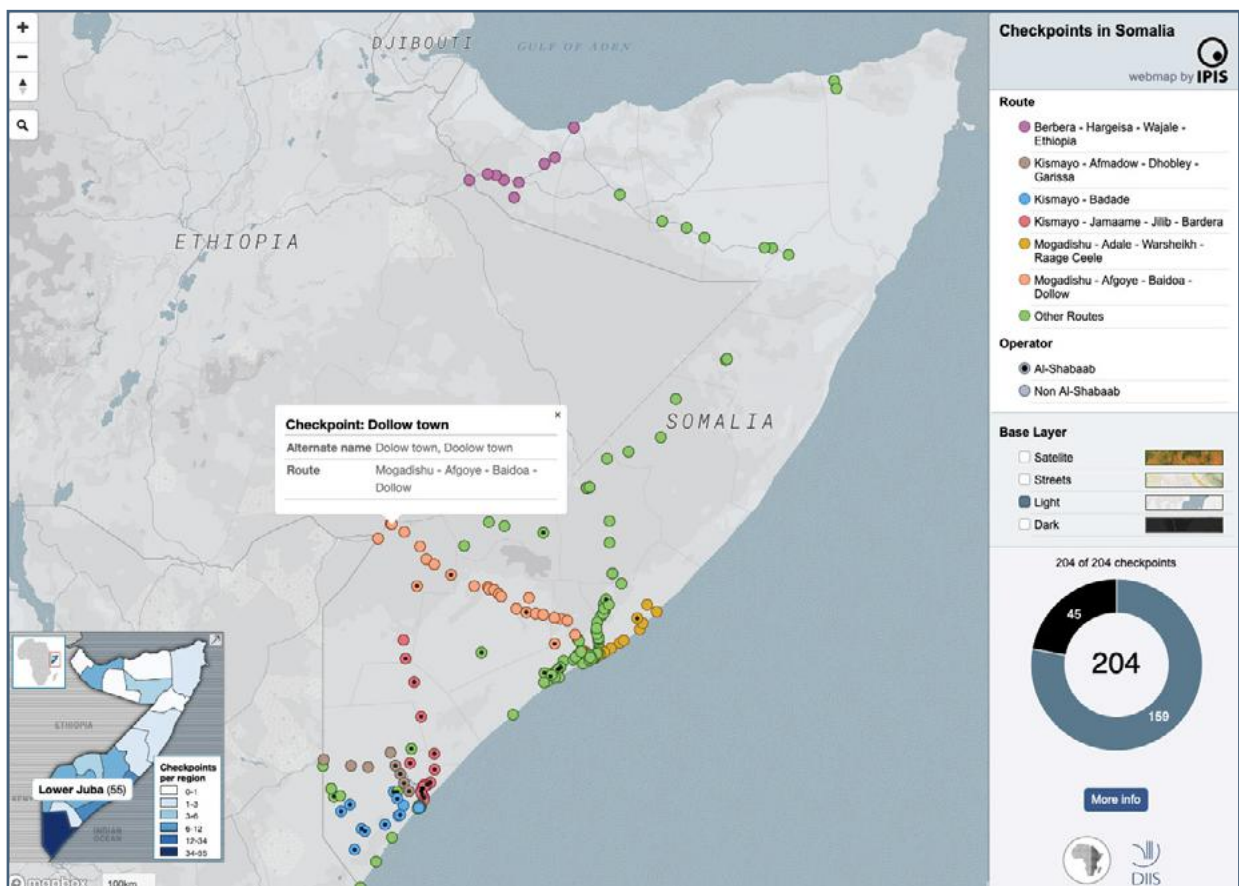 +
−
DJIBOUTI
GULF OF ADEN
ETHIOPIA
SOMALIA
×
Checkpoint: Dollow town
Alternate name Dolow town, Doolow town
Route Mogadishu - Afgoye - Baidoa -
Dollow
ETHIOPIA
Lower Juba (55)
INDIAN
OCEAN
Checkpoints
per region
0-1
1-3
3-6
6-12
12-34
34-55
mapbox
100km
Checkpoints in Somalia
webmap by IPIS
Route
Berbera - Hargeisa - Wajale -
Ethiopia
Kismayo - Afmadow - Dhobley -
Garissa
Kismayo - Badade
Kismayo - Jamaame - Jilib - Bardera
Mogadishu - Adale - Warsheikh -
Raage Ceele
Mogadishu - Afgoye - Baidoa -
Dollow
Other Routes
Operator
Al-Shabaab
Non Al-Shabaab
Base Layer
Satelite
Streets
Light
Dark
204 of 204 checkpoints
45
204
159
More info
DIIS